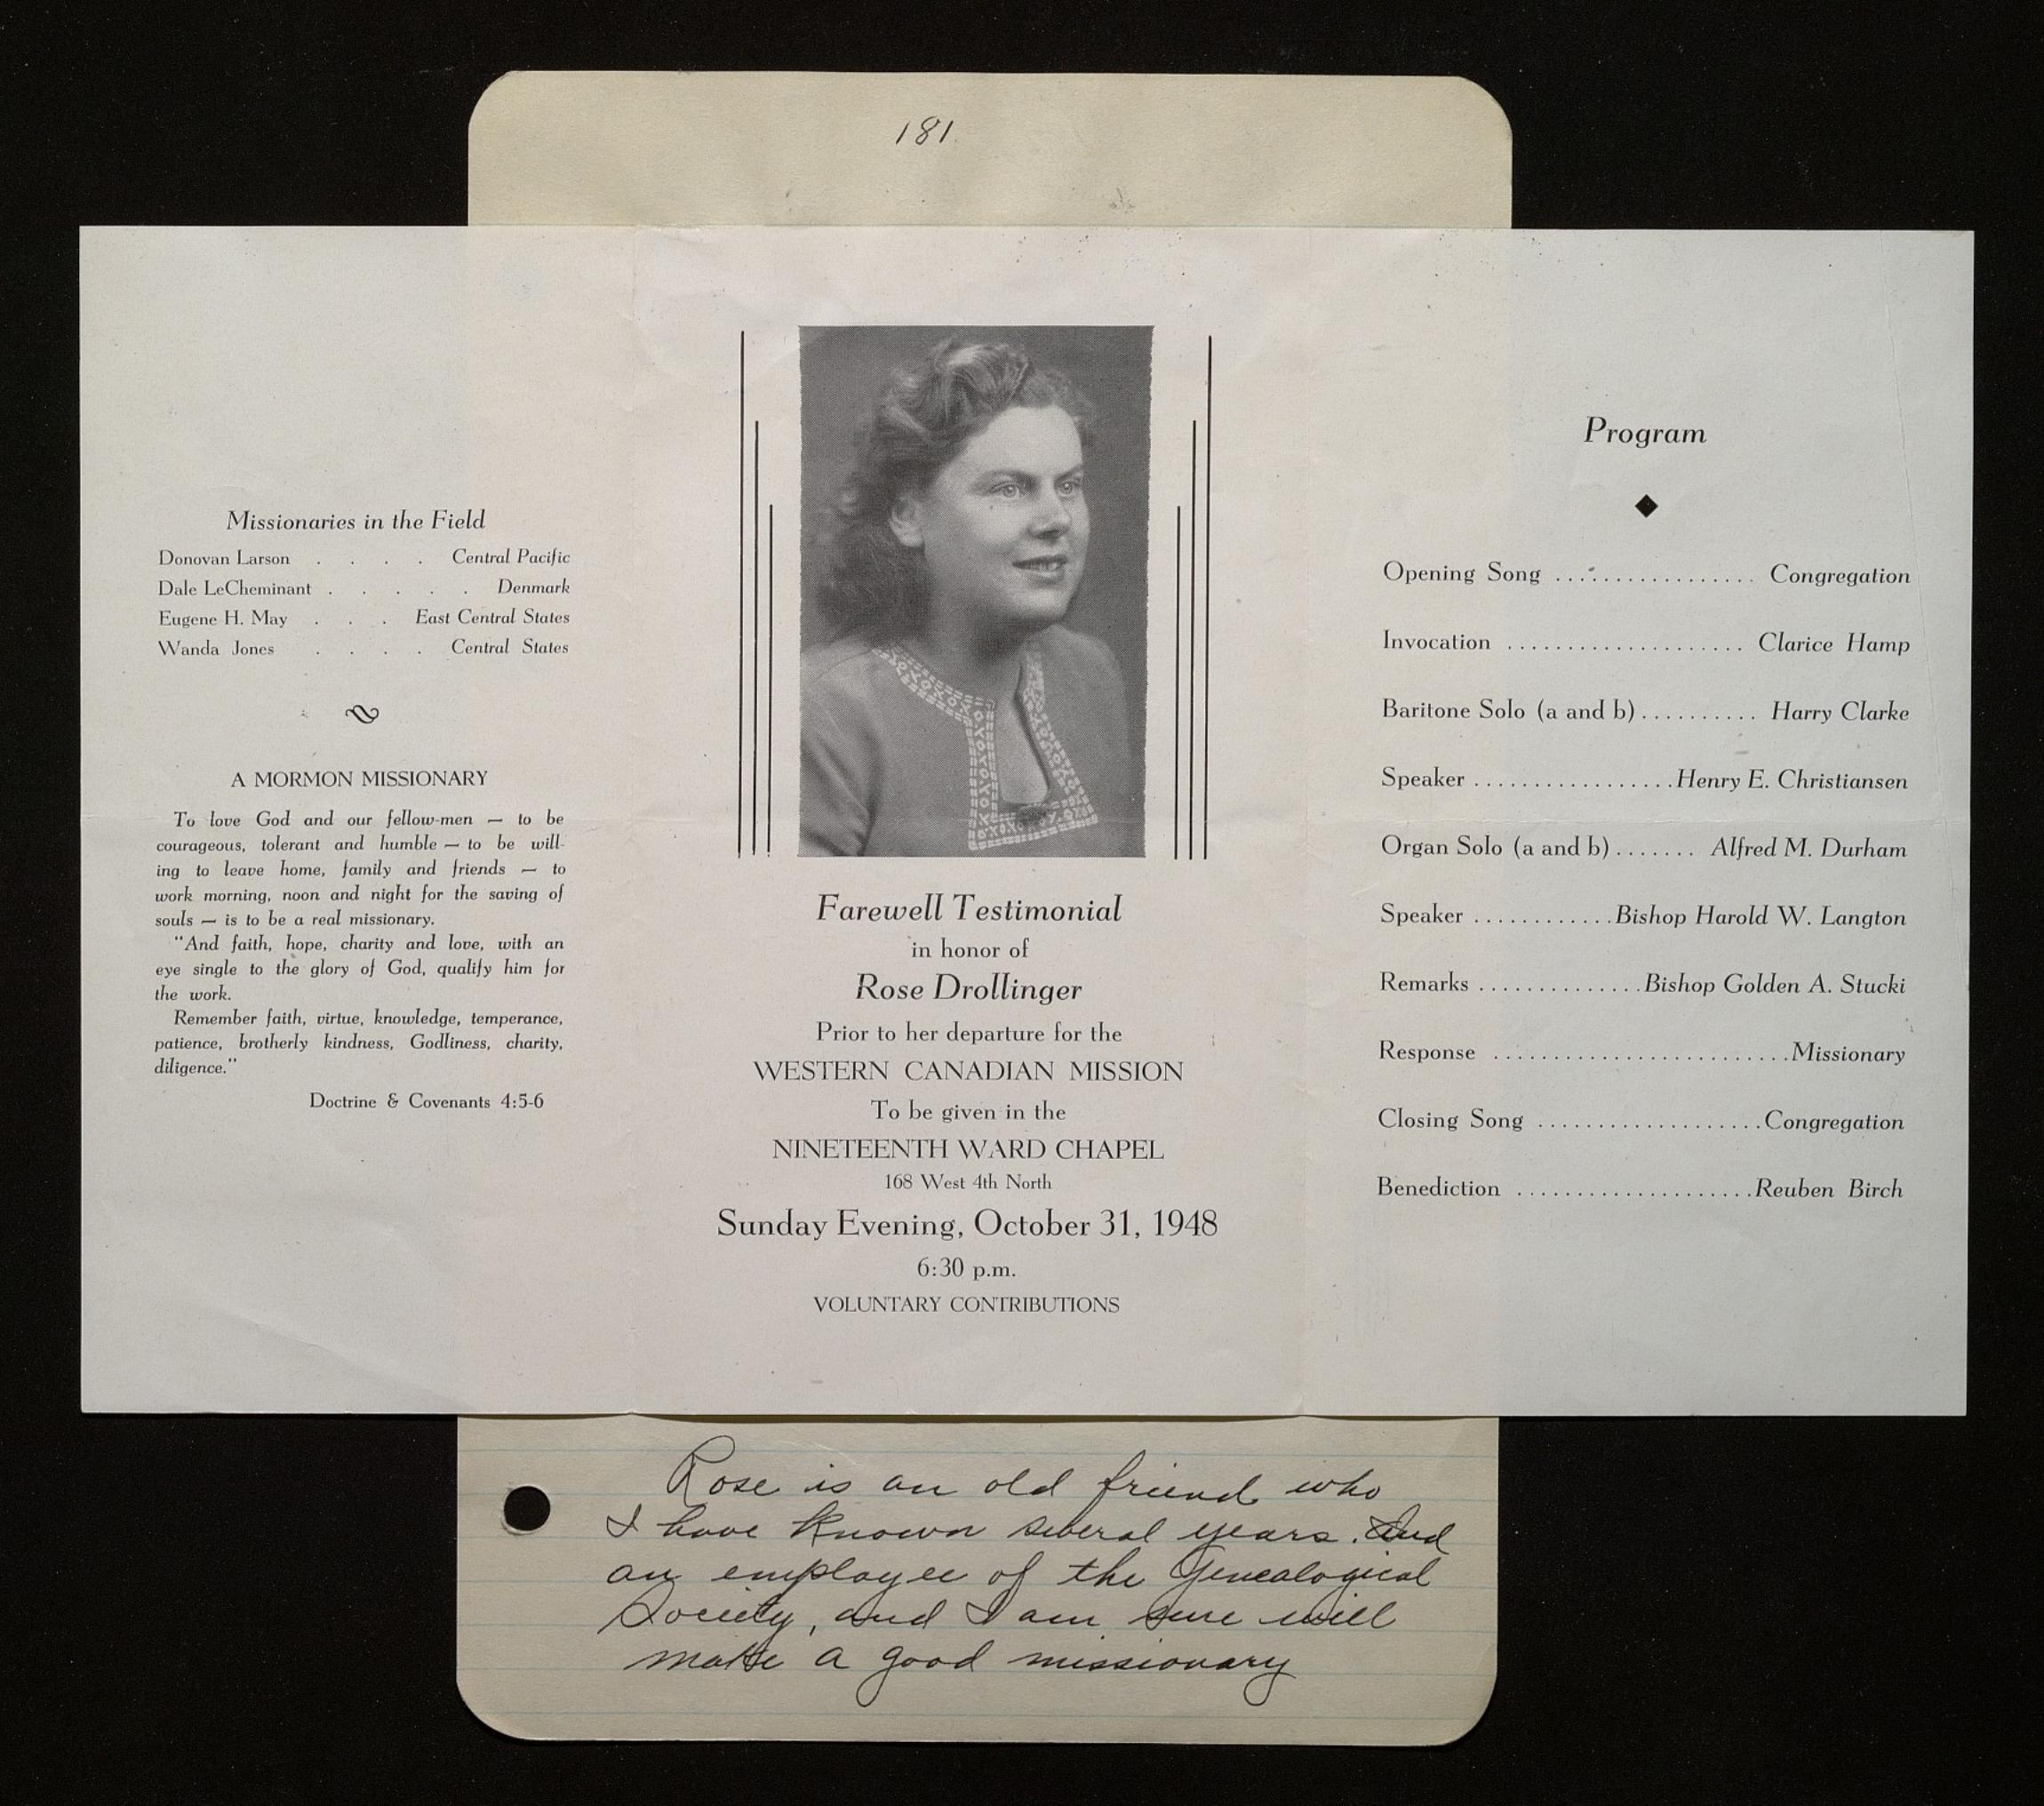 181
Missionaries in the Field
Donovan Larson . . . . Central Pacific
Dale LeCheminant . . . . . Denmark
Eugene H. May . . . East Central States
Wanda Jones . . . . Central States
A MORMON MISSIONARY
To love God and our fellow-men — to be
courageous, tolerant and humble — to be will-
ing to leave home, family and friends — to
work morning, noon and night for the saving of
souls — is to be a real missionary.
"And faith, hope, charity and love, with an
eye single to the glory of God, qualify him for
the work.
Remember faith, virtue, knowledge, temperance,
patience, brotherly kindness, Godliness, charity,
diligence."
Doctrine & Covenants 4:5-6
Farewell Testimonial
in honor of
Rose Drollinger
Prior to her departure for the
WESTERN CANADIAN MISSION
To be given in the
NINETEENTH WARD CHAPEL
168 West 4th North
Sunday Evening, October 31, 1948
6:30 p.m.
VOLUNTARY CONTRIBUTIONS
Program
Opening Song ................. Congregation
Invocation .................... Clarice Hamp
Baritone Solo (a and b).......... Harry Clarke
Speaker .................Henry E. Christiansen
Organ Solo (a and b)....... Alfred M. Durham
Speaker ............Bishop Harold W. Langton
Remarks ..............Bishop Golden A. Stucki
Response .........................Missionary
Closing Song ...................Congregation
Benediction ....................Reuben Birch
Rose is an old friend who
I have known several years. And
an employee of the Genealogical
Society, and I am sure will
make a good missionary